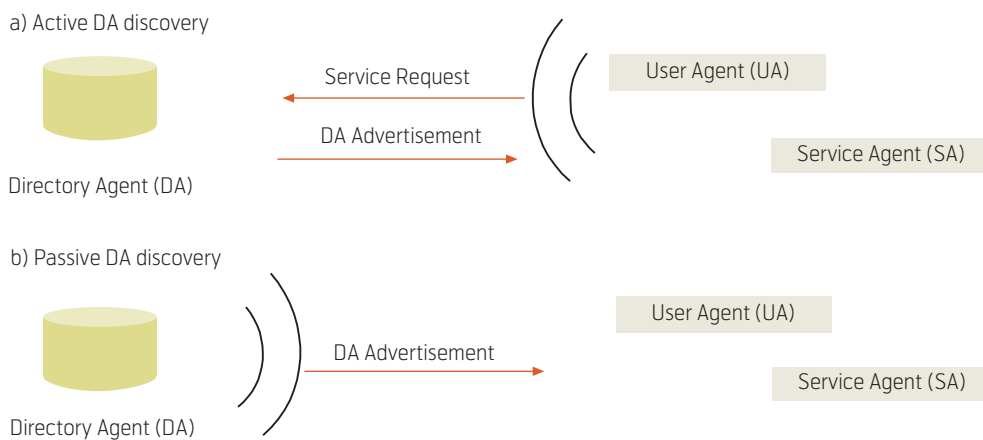 a) Active DA discovery
User Agent (UA)
Service Request
DA Advertisement
Service Agent (SA)
Directory Agent (DA)
b) Passive DA discovery
User Agent (UA)
DA Advertisement
Service Agent (SA)
Directory Agent (DA)